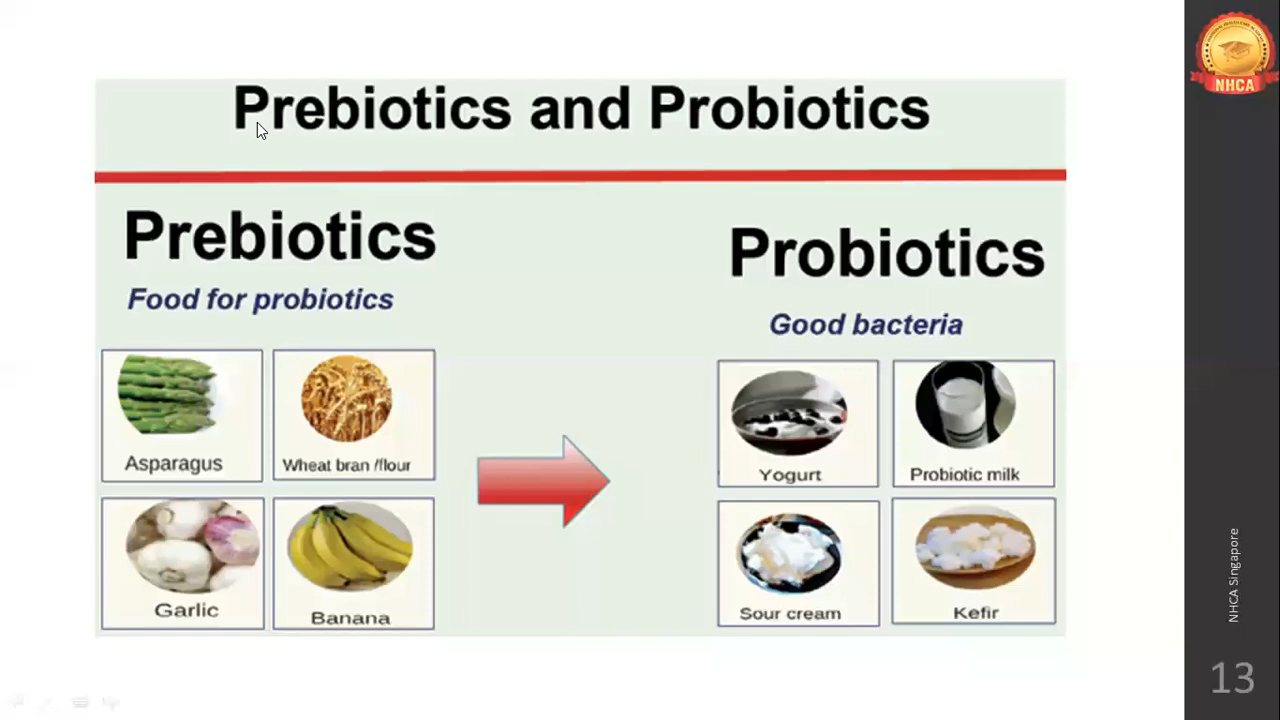 Prebiotics and Probiotics
Prebiotics
Food for probiotics
Asparagus
Wheat bran /flour
Garlic
Banana
Probiotics
Good bacteria
Yogurt
Probiotic milk
Sour cream
Kefir
NHCA
NHCA Singapore
13